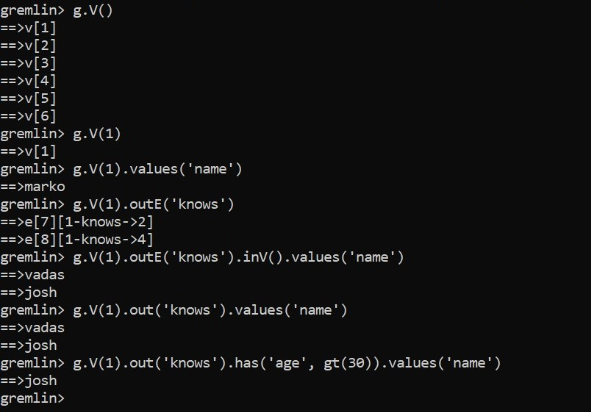 gremlin> g.V()
==>v[1]
==>v[2]
==>v[3]
==>v[4]
==>v[5]
==>v[6]
gremlin> g.V(1)
==>v[1]
gremlin> g.V(1).values('name')
==>marko
gremlin> g.V(1).outE('knows')
==>e[7][1-knows->2]
==>e[8][1-knows->4]
gremlin> g.V(1).outE('knows').inV().values('name')
==>vadas
==>josh
gremlin> g.V(1).out('knows').values('name')
==>vadas
==>josh
gremlin> g.V(1).out('knows').has('age', gt(30)).values('name')
==>josh
gremlin>